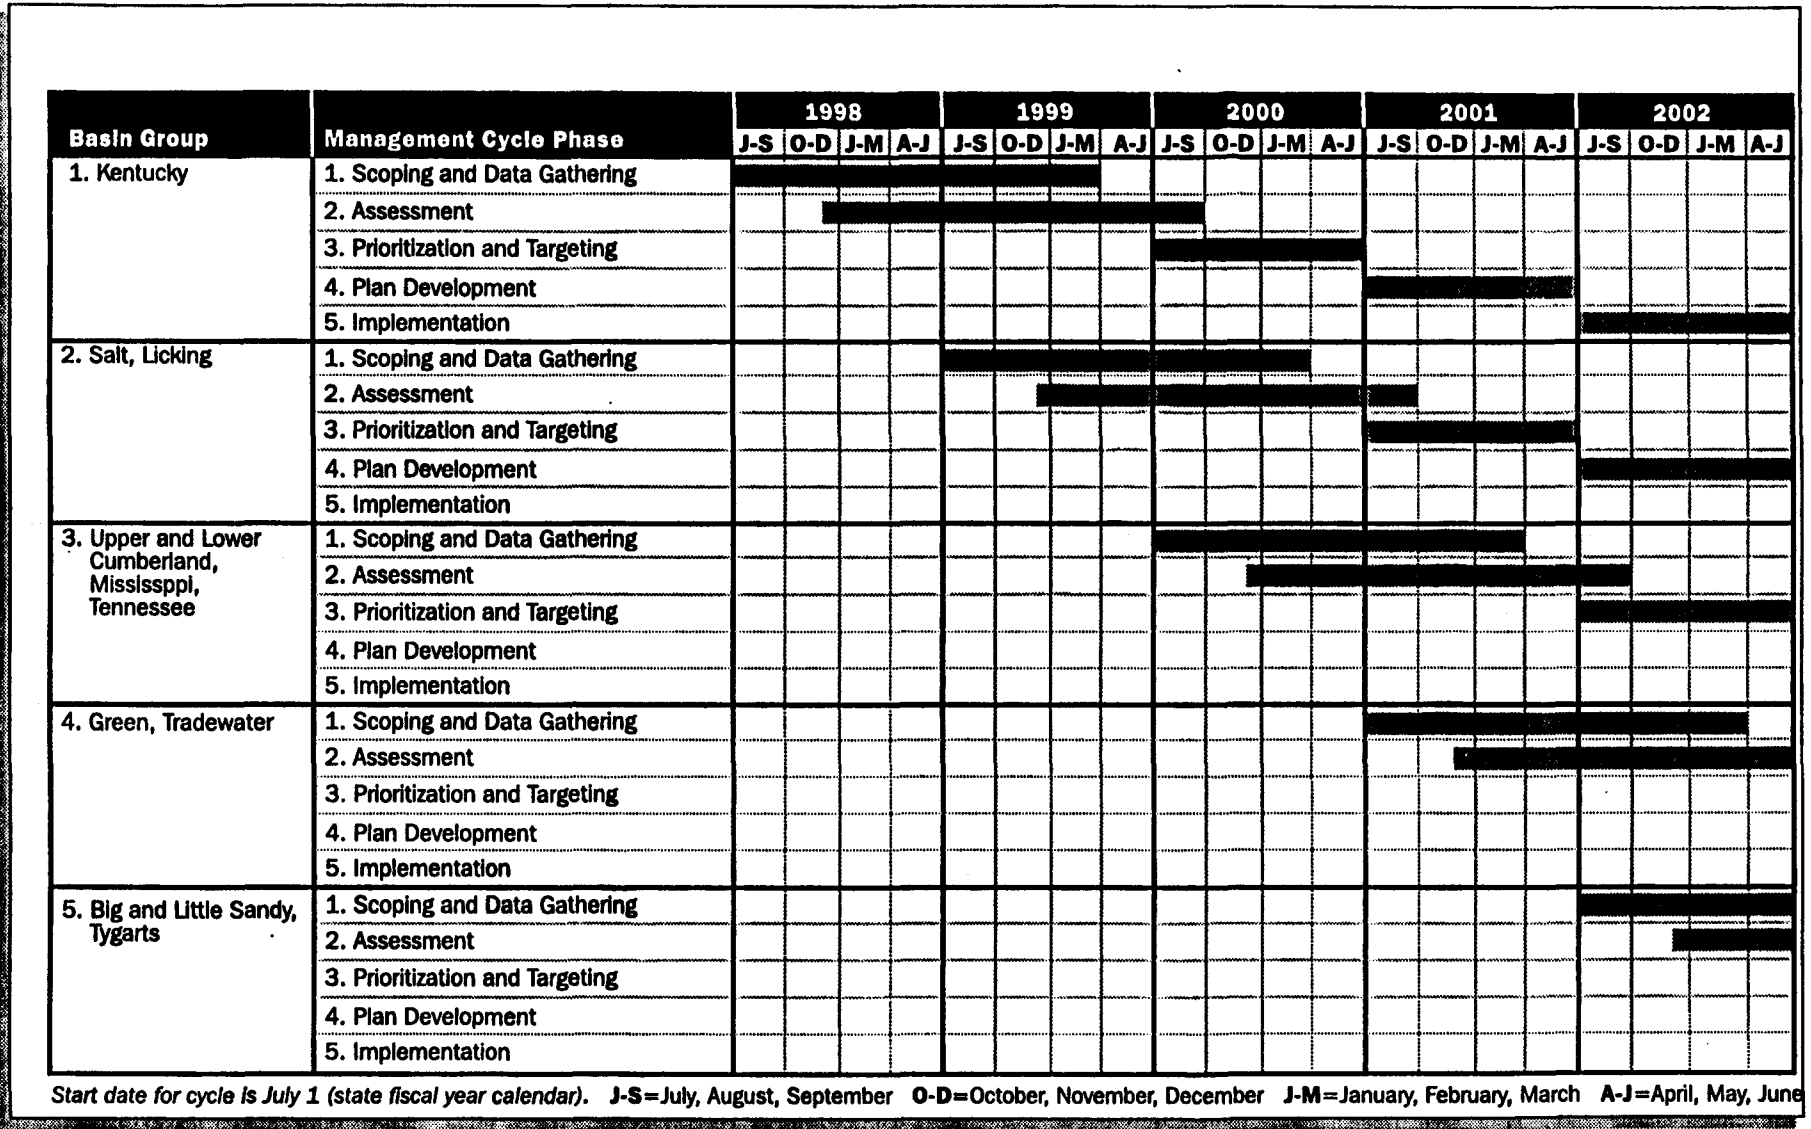 1998 1999 2000 2001 2002
Basin Group Management Cycle Phase J-S O-D J-M A-J J-S O-D J-M A-J J-S O-D J-M A-J J-S O-D J-M A-J J-S O-D J-M A-J
1. Kentucky 1. Scoping and Data Gathering
2. Assessment
3. Prioritization and Targeting
4. Plan Development
5. Implementation
2. Salt, Licking 1. Scoping and Data Gathering
2. Assessment
3. Prioritization and Targeting
4. Plan Development
5. Implementation
3. Upper and Lower 1. Scoping and Data Gathering
Cumberland,
2. Assessment
Mississppi,
Tennessee 3. Prioritization and Targeting
4. Plan Development
5. Implementation
4. Green, Tradewater 1. Scoping and Data Gathering
2. Assessment
3. Prioritization and Targeting
4. Plan Development
5. Implementation
5. Big and Little Sandy, 1. Scoping and Data Gathering
Tygarts 2. Assessment
3. Prioritization and Targeting
4. Plan Development
5. Implementation
Start date for cycle is July 1 (state fiscal year calendar). J-S=July, August, September O-D=October, November, December J-M=January, February, March A-J=April, May, June